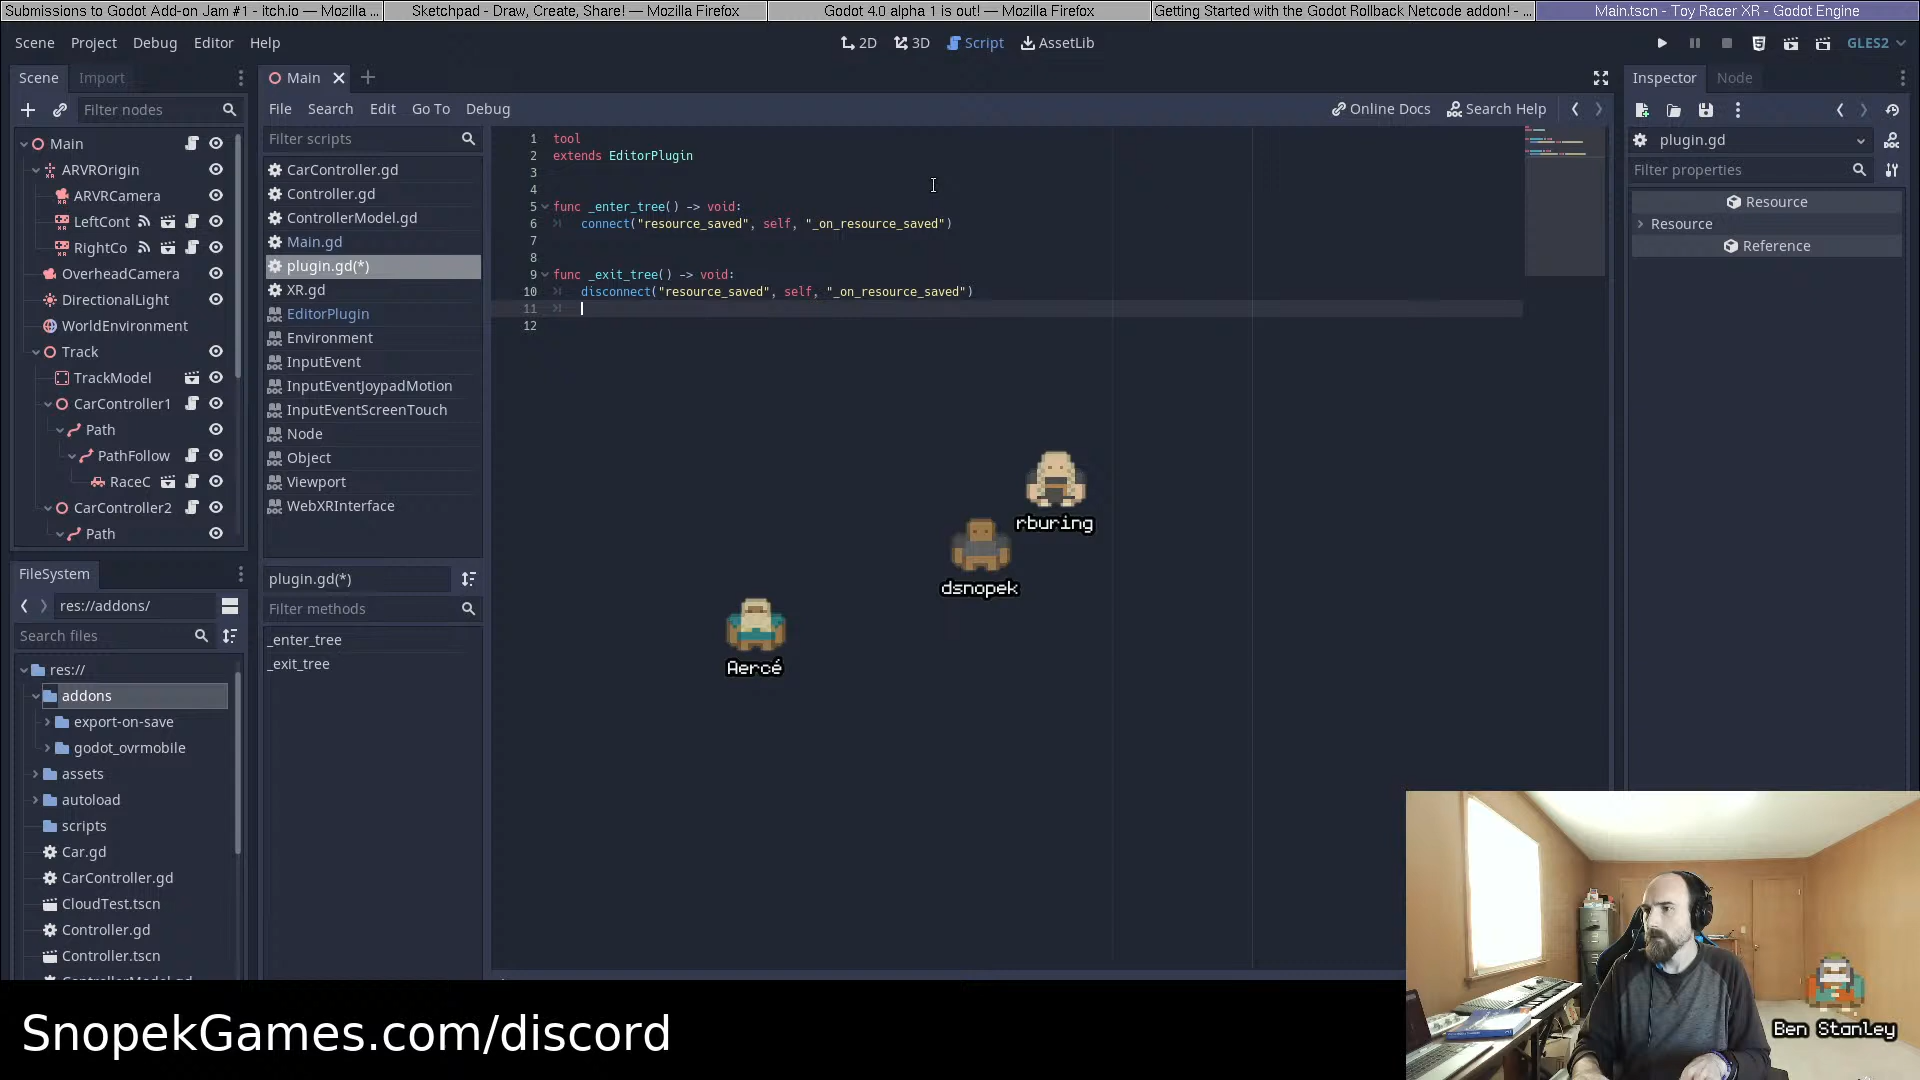 Submissions to Godot Add-on Jam #1 - itch.io — Mozilla ...
Sketchpad - Draw, Create, Share! — Mozilla Firefox
Godot 4.0 alpha 1 is out! — Mozilla Firefox
Getting Started with the Godot Rollback Netcode addon! - ...
Main.tscn - Toy Racer XR - Godot Engine
Scene Project Debug Editor Help
2D 3D Script AssetLib
GLES2
Scene Import
Filter nodes
Main
ARVROrigin
ARVRCamera
LeftCont
RightCo
OverheadCamera
DirectionalLight
WorldEnvironment
Track
TrackModel
CarController1
Path
PathFollow
RaceC
CarController2
Path
FileSystem
res://addons/
Search files
res://
addons
export-on-save
godot_ovrmobile
assets
autoload
scripts
Car.gd
CarController.gd
CloudTest.tscn
Controller.gd
Controller.tscn
ControllerModel.gd
Main
File Search Edit Go To Debug
Online Docs Search Help
Filter scripts
CarController.gd
Controller.gd
ControllerModel.gd
Main.gd
plugin.gd(*)
XR.gd
EditorPlugin
Environment
InputEvent
InputEventJoypadMotion
InputEventScreenTouch
Node
Object
Viewport
WebXRInterface
plugin.gd(*)
Filter methods
_enter_tree
_exit_tree
1 tool
2 extends EditorPlugin
3
4
5 func _enter_tree() -> void:
6 connect("resource_saved", self, "_on_resource_saved")
7
8
9 func _exit_tree() -> void:
10 disconnect("resource_saved", self, "_on_resource_saved")
11
12
rburing
dsnopek
Aercé
Inspector Node
plugin.gd
Filter properties
Resource
Resource
Reference
Ben Stanley
SnopekGames.com/discord